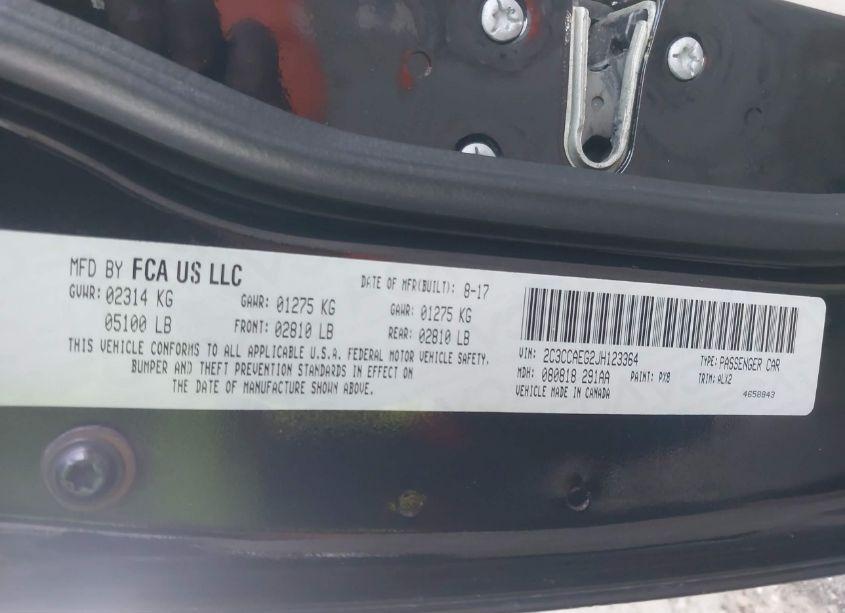 MFD BY FCA US LLC DATE OF MFR(BUILT): 8-17
GVWR: 02314 KG GAWR: 01275 KG GAWR: 01275 KG
05100 LB FRONT: 02810 LB REAR: 02810 LB
THIS VEHICLE CONFORMS TO ALL APPLICABLE U.S.A. FEDERAL MOTOR VEHICLE SAFETY,
BUMPER AND THEFT PREVENTION STANDARDS IN EFFECT ON
THE DATE OF MANUFACTURE SHOWN ABOVE.
VIN: 2C3CCAEG2JH123364 TYPE: PASSENGER CAR
MDH: 080818 291AA PAINT: PX8 TRIM: ALX2
VEHICLE MADE IN CANADA 4658943